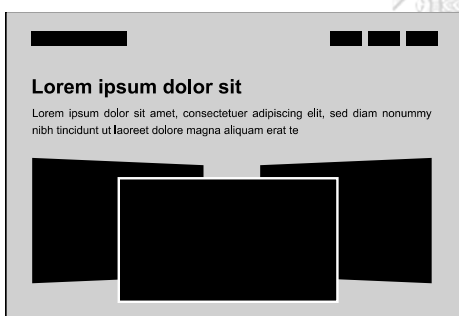 Lorem ipsum dolor sit
Lorem ipsum dolor sit amet, consectetuer adipiscing elit, sed diam nonummy
nibh tincidunt ut laoreet dolore magna aliquam erat te